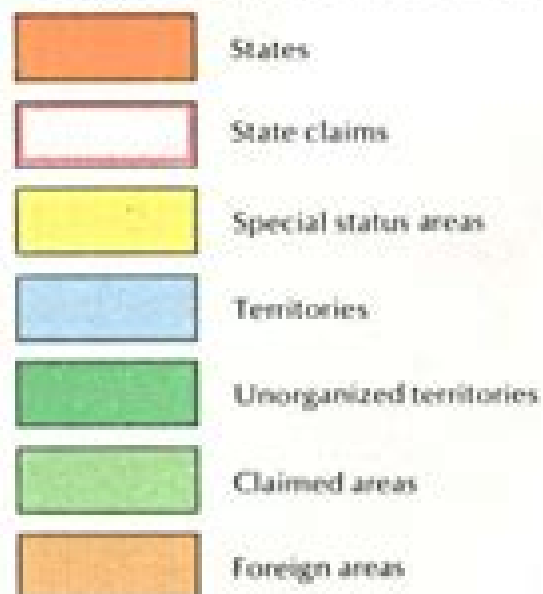 States
State claims
Special status areas
Territories
Unorganized territories
Claimed areas
Foreign areas